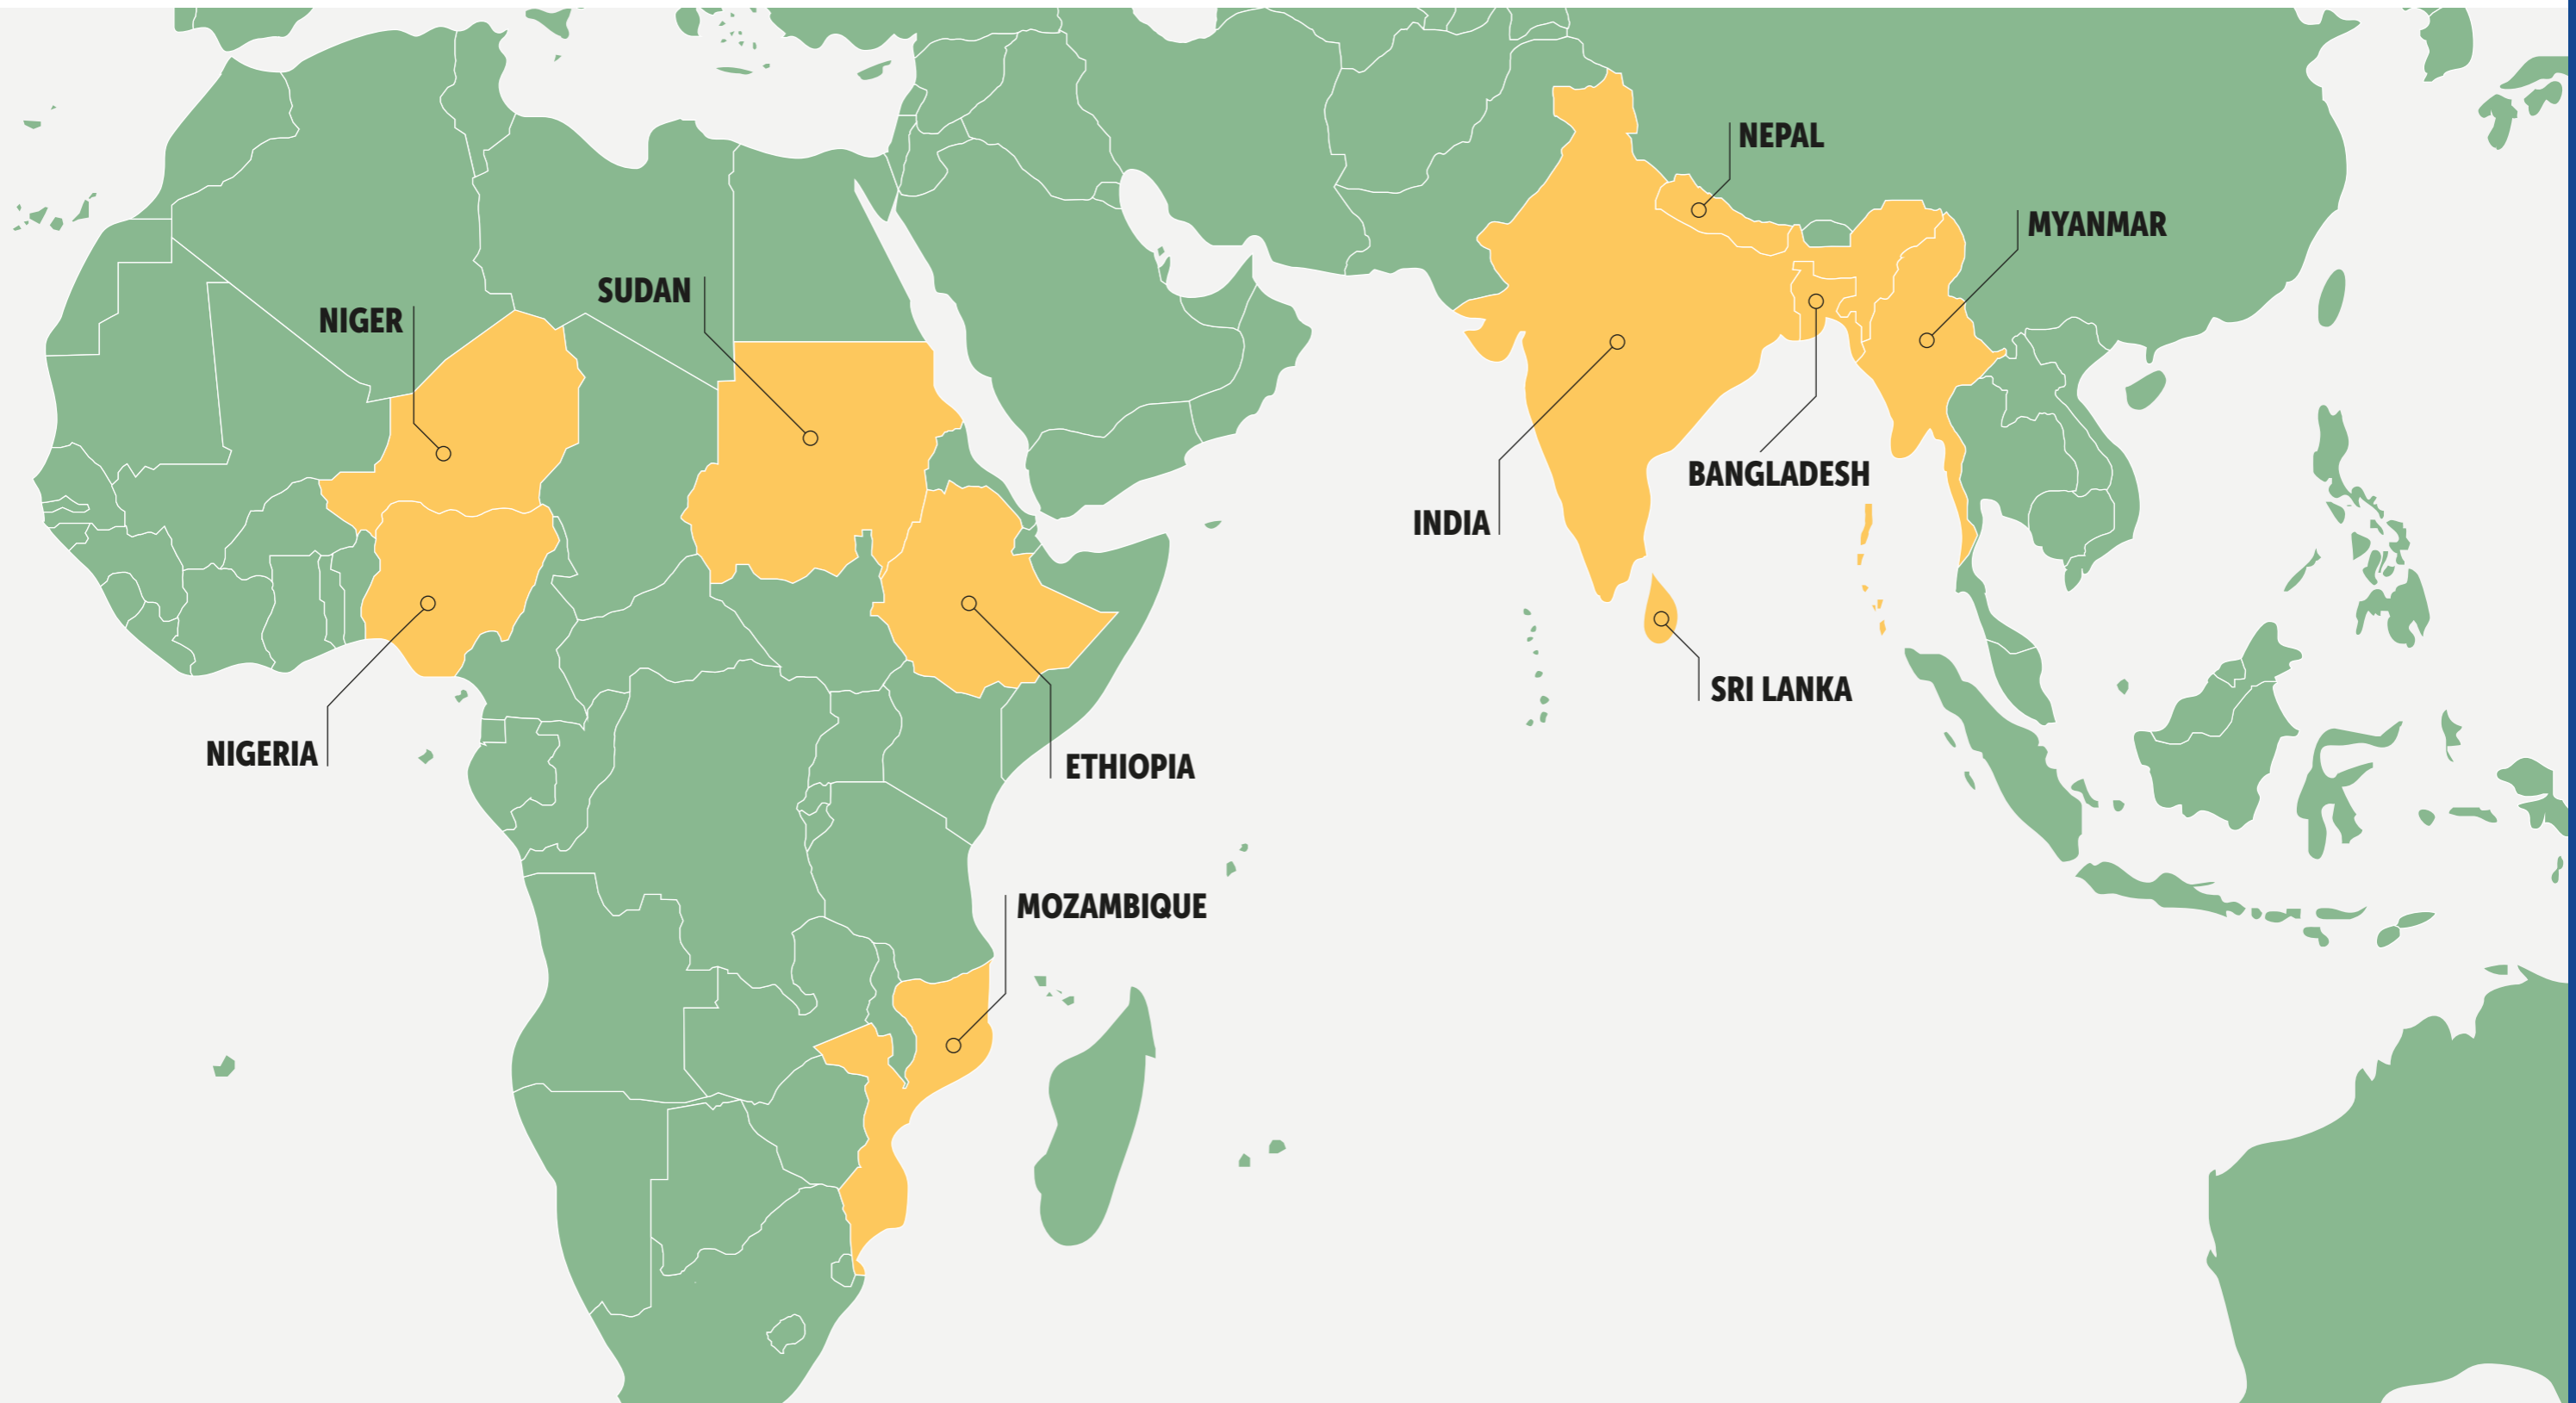 NEPAL
MYANMAR
SUDAN
NIGER
BANGLADESH
INDIA
SRI LANKA
NIGERIA
ETHIOPIA
MOZAMBIQUE